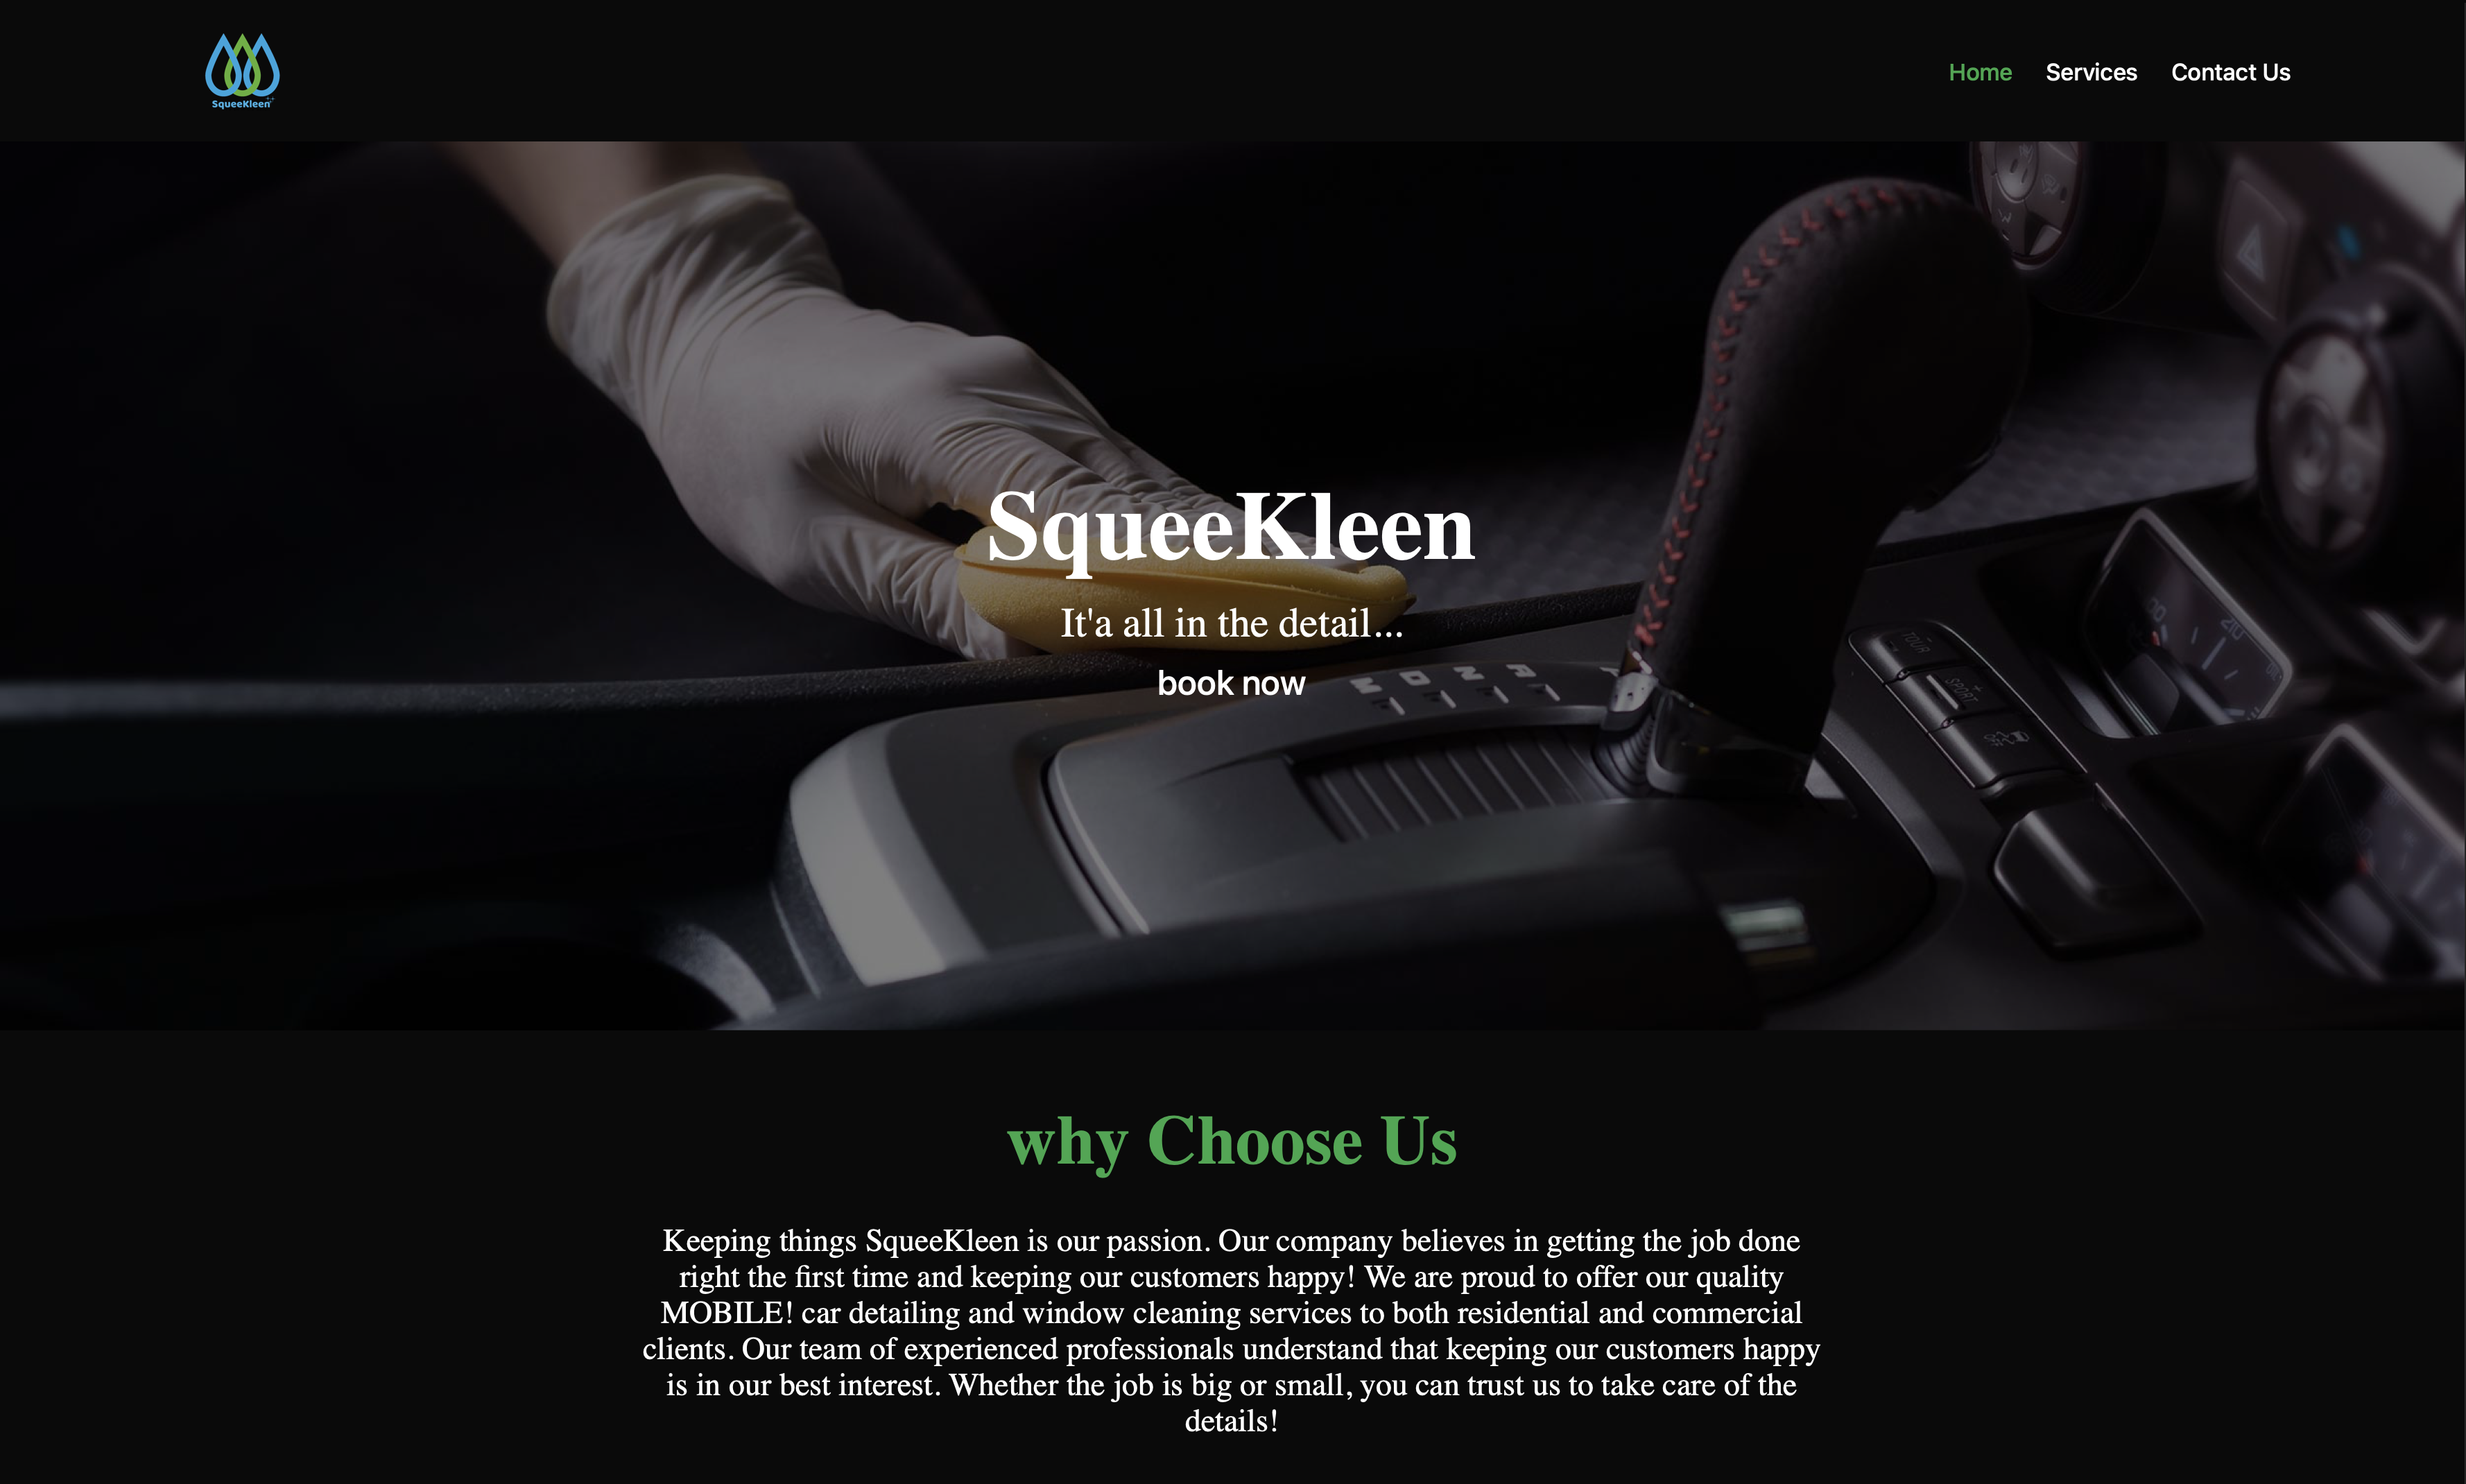 SqueeKleen
Home Services Contact Us
SqueeKleen
It'a all in the detail...
book now
M D N R
TOUR
SPORT
why Choose Us
Keeping things SqueeKleen is our passion. Our company believes in getting the job done
right the first time and keeping our customers happy! We are proud to offer our quality
MOBILE! car detailing and window cleaning services to both residential and commercial
clients. Our team of experienced professionals understand that keeping our customers happy
is in our best interest. Whether the job is big or small, you can trust us to take care of the
details!